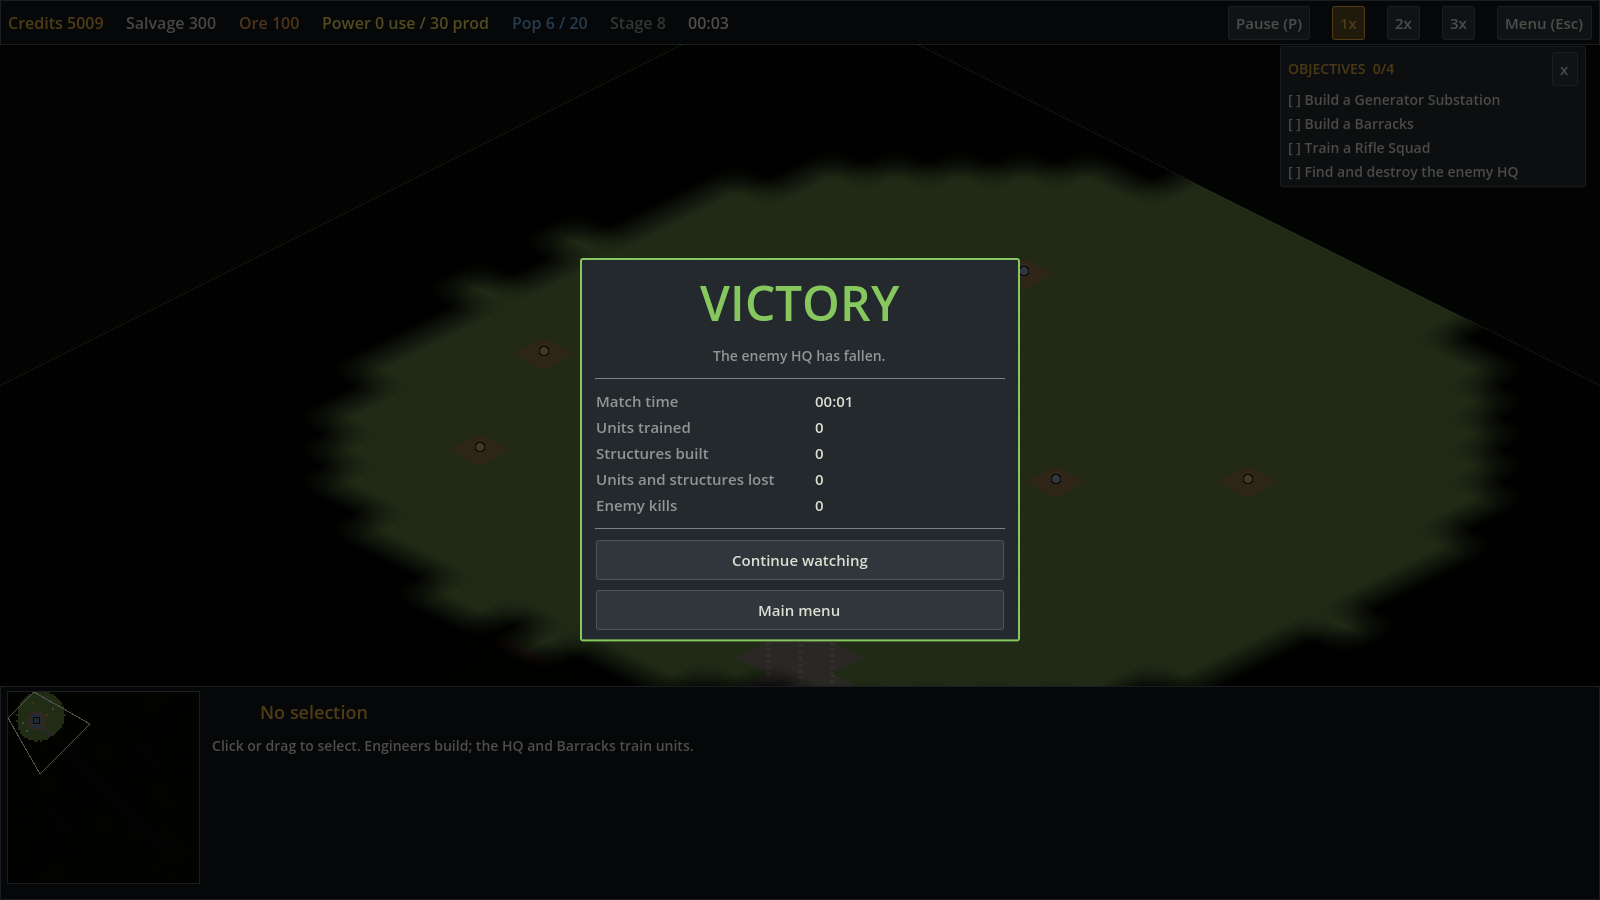 Credits 5009 Salvage 300 Ore 100 Power 0 use / 30 prod Pop 6 / 20 Stage 8 00:03 Pause (P) 1x 2x 3x Menu (Esc)
OBJECTIVES 0/4 x
[ ] Build a Generator Substation
[ ] Build a Barracks
[ ] Train a Rifle Squad
[ ] Find and destroy the enemy HQ
VICTORY
The enemy HQ has fallen.
Match time 00:01
Units trained 0
Structures built 0
Units and structures lost 0
Enemy kills 0
Continue watching
Main menu
No selection
Click or drag to select. Engineers build; the HQ and Barracks train units.